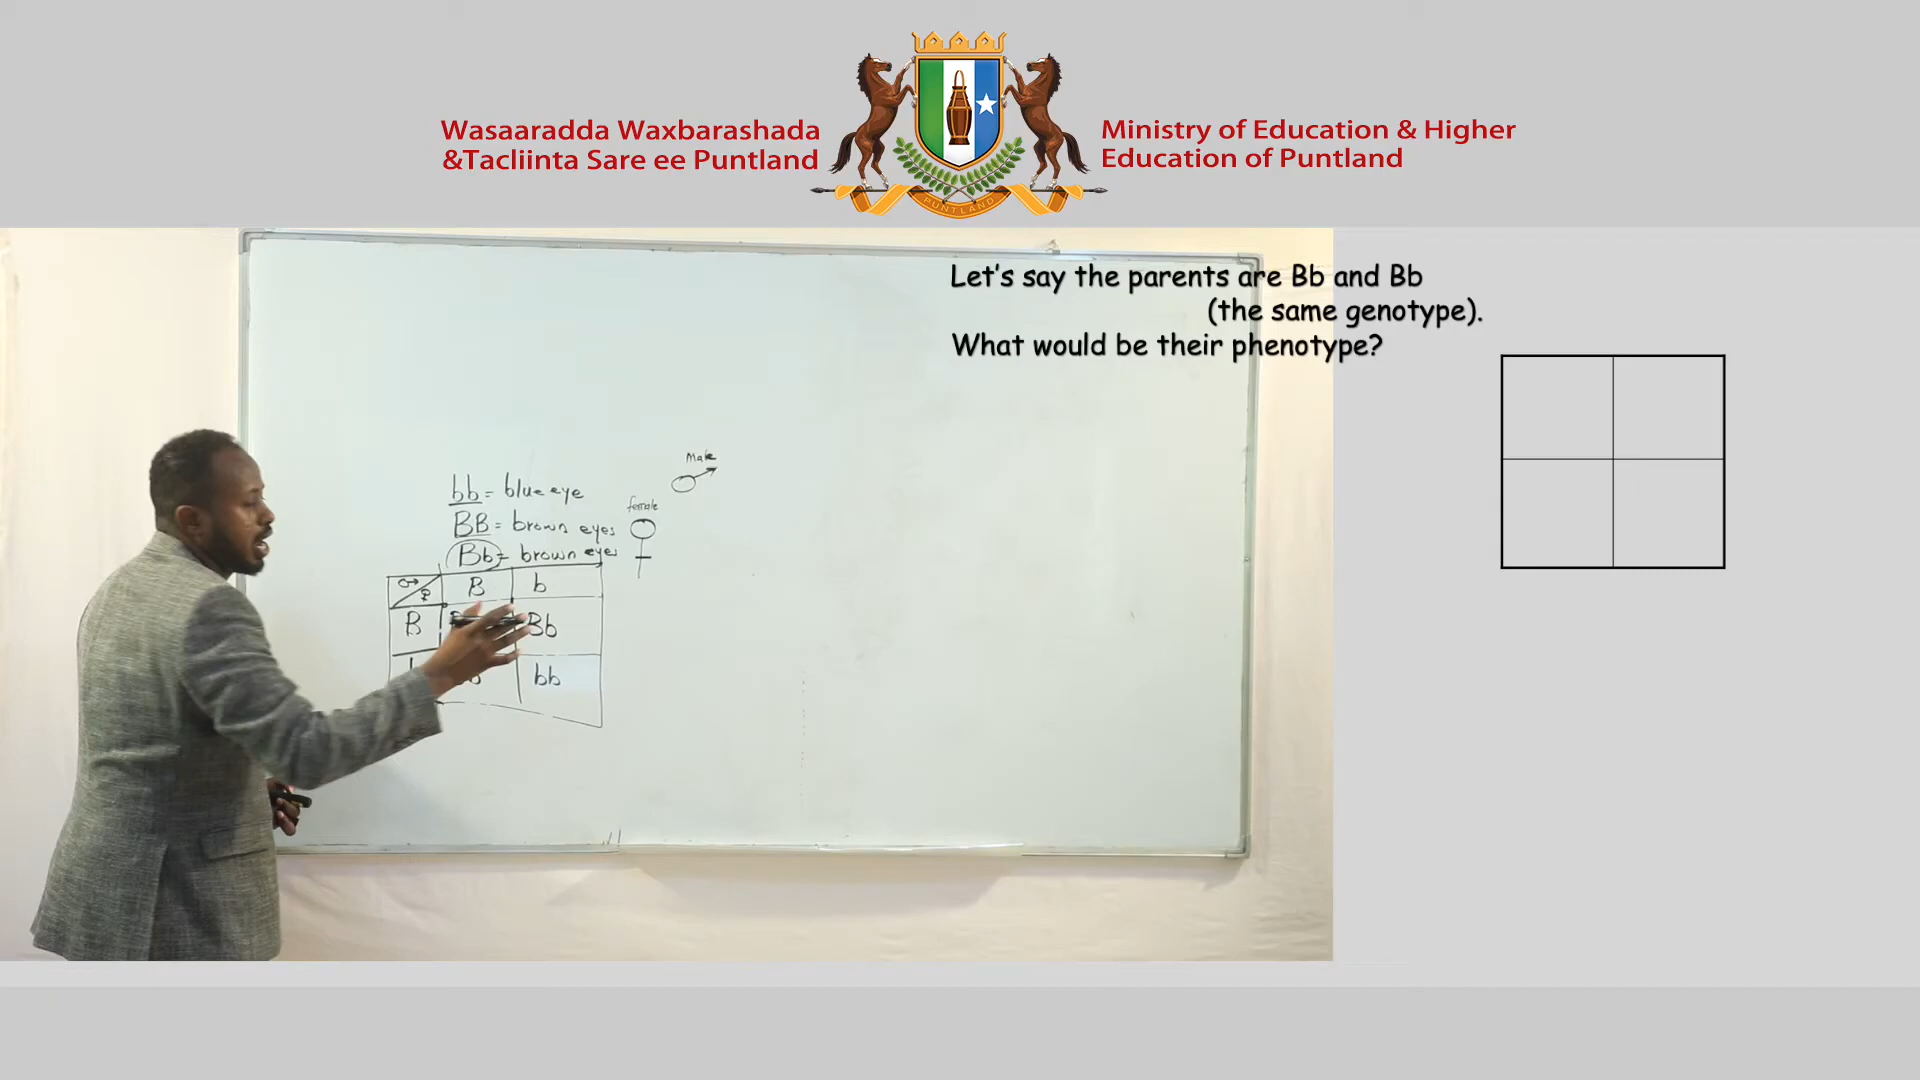 Wasaaradda Waxbarashada
&Tacliinta Sare ee Puntland
PUNTLAND
Ministry of Education & Higher
Education of Puntland
Let's say the parents are Bb and Bb
(the same genotype).
What would be their phenotype?
Male
bb = blue eye
female
BB = brown eyes
Bb = brown eyes
B b
B Bb
bb